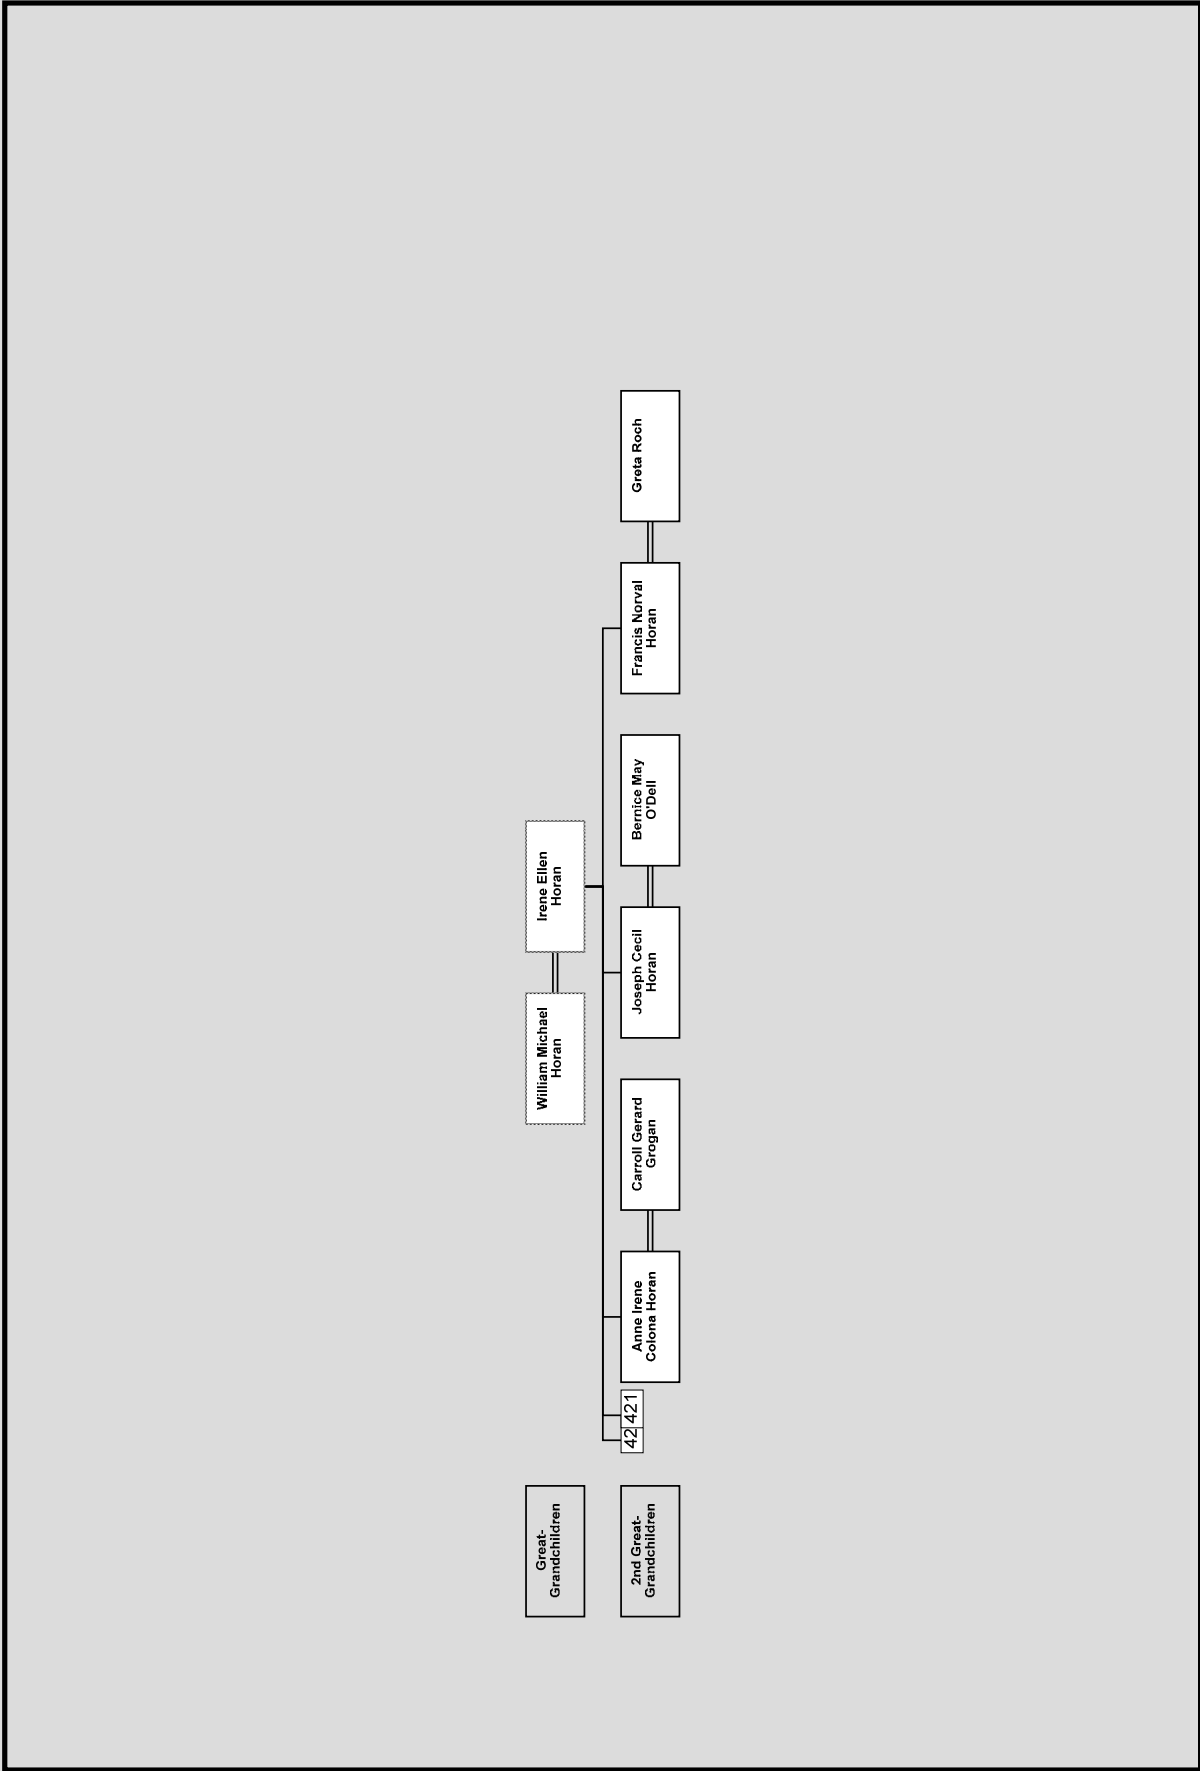 Great-
Grandchildren
William Michael
Horan
Irene Ellen
Horan
2nd Great-
Grandchildren
42
421
Anne Irene
Colona Horan
Carroll Gerard
Grogan
Joseph Cecil
Horan
Bernice May
O'Dell
Francis Norval
Horan
Greta Roch